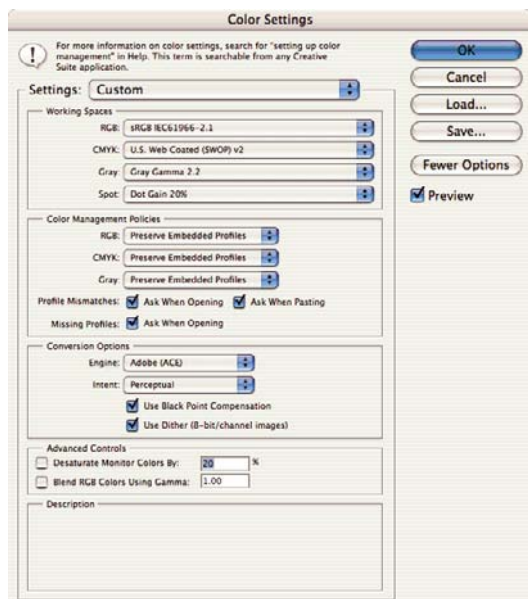 Color Settings
For more information on color settings, search for "setting up color
management" in Help. This term is searchable from any Creative
Suite application.
Settings: Custom
Working Spaces
RGB: sRGB IEC61966-2.1
CMYK: U.S. Web Coated (SWOP) v2
Gray: Gray Gamma 2.2
Spot: Dot Gain 20%
Color Management Policies
RGB: Preserve Embedded Profiles
CMYK: Preserve Embedded Profiles
Gray: Preserve Embedded Profiles
Profile Mismatches: Ask When Opening Ask When Pasting
Missing Profiles: Ask When Opening
Conversion Options
Engine: Adobe (ACE)
Intent: Perceptual
Use Black Point Compensation
Use Dither (8-bit/channel images)
Advanced Controls
Desaturate Monitor Colors By: 20 %
Blend RGB Colors Using Gamma: 1.00
Description
OK
Cancel
Load...
Save...
Fewer Options
Preview